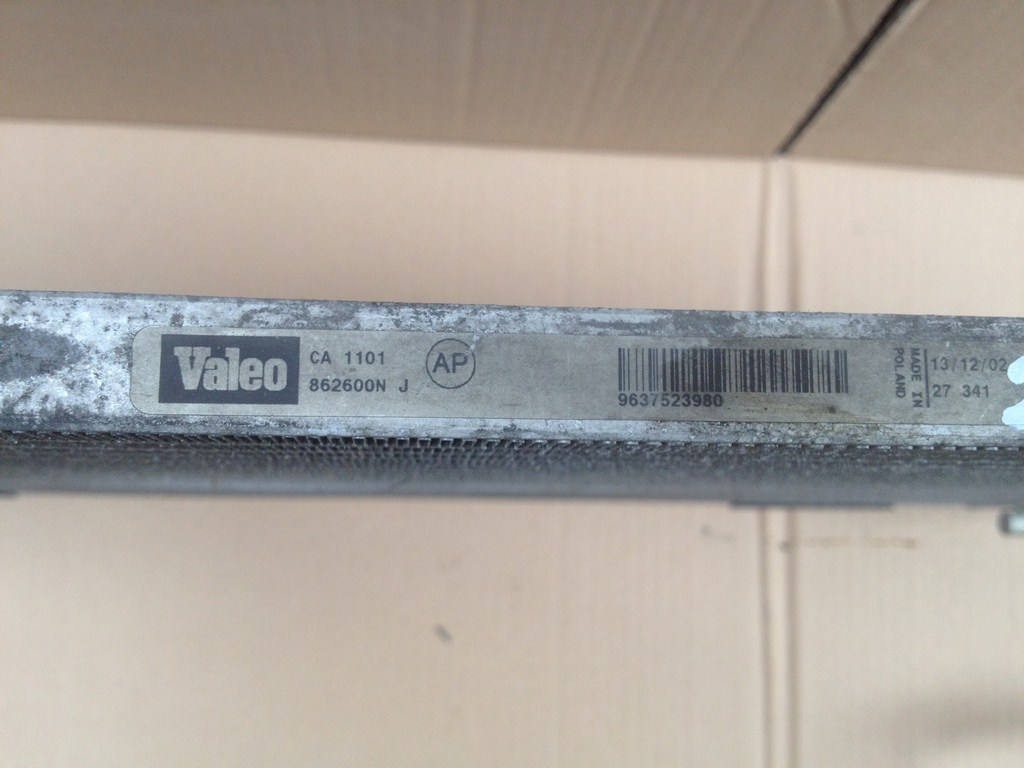 Valeo
CA 1101
862600N J
AP
9637523980
MADE IN
POLAND
13/12/02
27 341